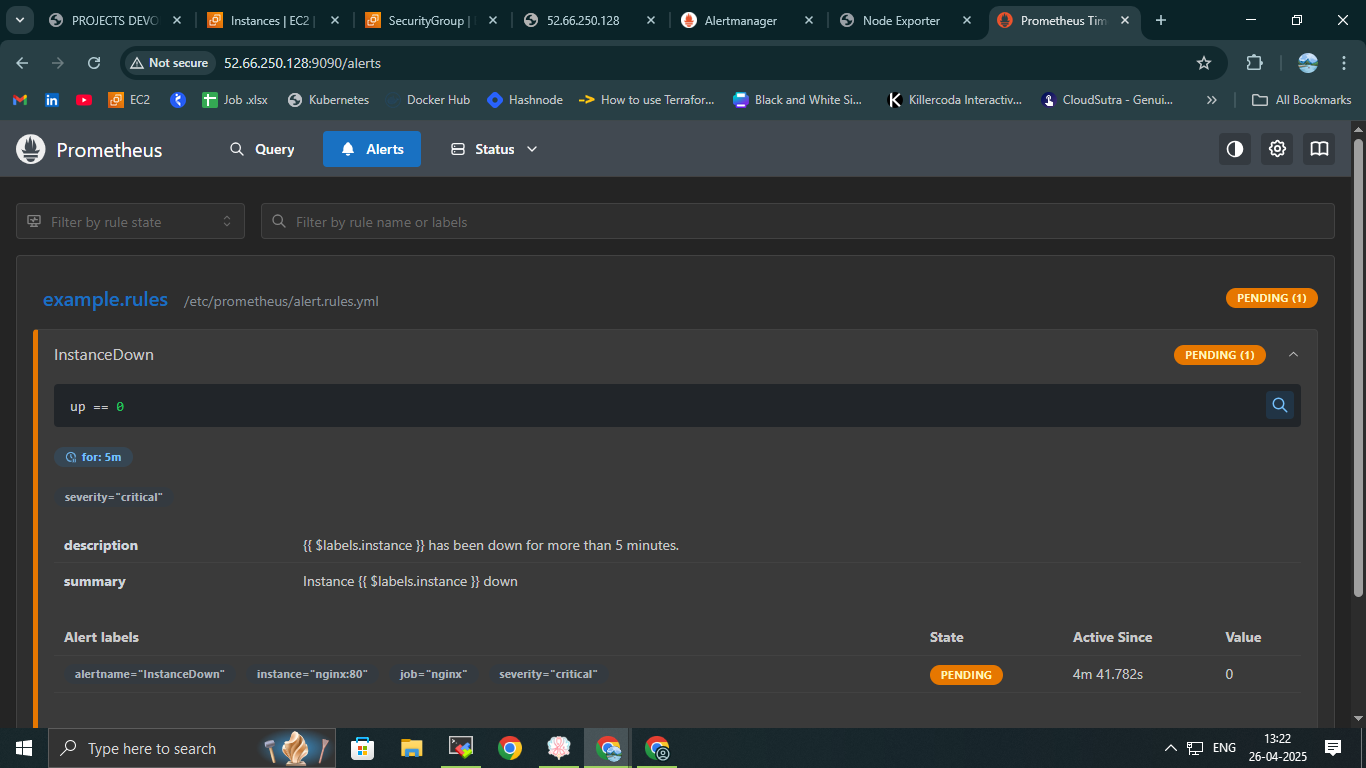 PROJECTS DEVO
Instances | EC2 |
SecurityGroup |
52.66.250.128
Alertmanager
Node Exporter
Prometheus Tim
Not secure
52.66.250.128:9090/alerts
EC2
Job .xlsx
Kubernetes
Docker Hub
Hashnode
How to use Terrafor...
Black and White Si...
Killercoda Interactiv...
CloudSutra - Genui...
»
All Bookmarks
Prometheus
Query
Alerts
Status
Filter by rule state
Filter by rule name or labels
example.rules /etc/prometheus/alert.rules.yml
PENDING (1)
InstanceDown
PENDING (1)
up == 0
for: 5m
severity="critical"
description {{ $labels.instance }} has been down for more than 5 minutes.
summary Instance {{ $labels.instance }} down
Alert labels State Active Since Value
alertname="InstanceDown" instance="nginx:80" job="nginx" severity="critical" PENDING 4m 41.782s 0
Type here to search
ENG
13:22
26-04-2025